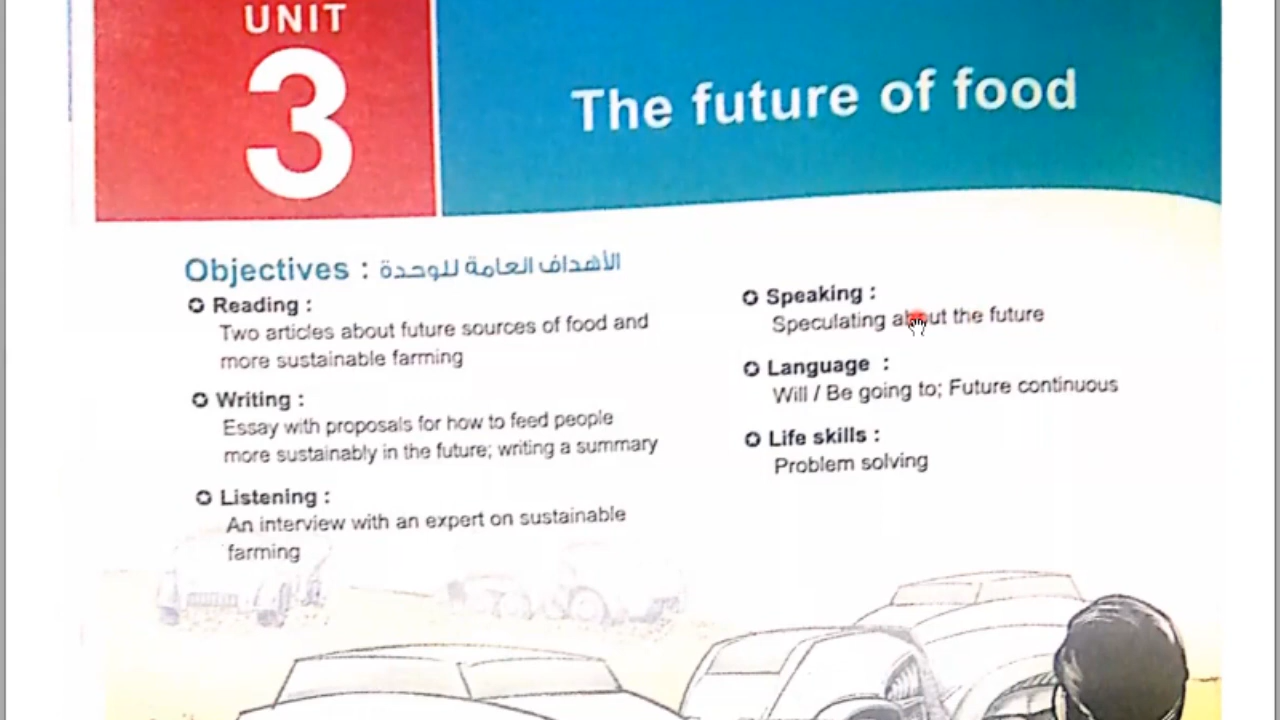 UNIT
3
The future of food
Objectives : الأهداف العامة للوحدة
✪ Reading :
Two articles about future sources of food and
more sustainable farming
✪ Writing :
Essay with proposals for how to feed people
more sustainably in the future; writing a summary
✪ Listening :
An interview with an expert on sustainable
farming
✪ Speaking :
Speculating about the future
✪ Language :
Will / Be going to; Future continuous
✪ Life skills :
Problem solving